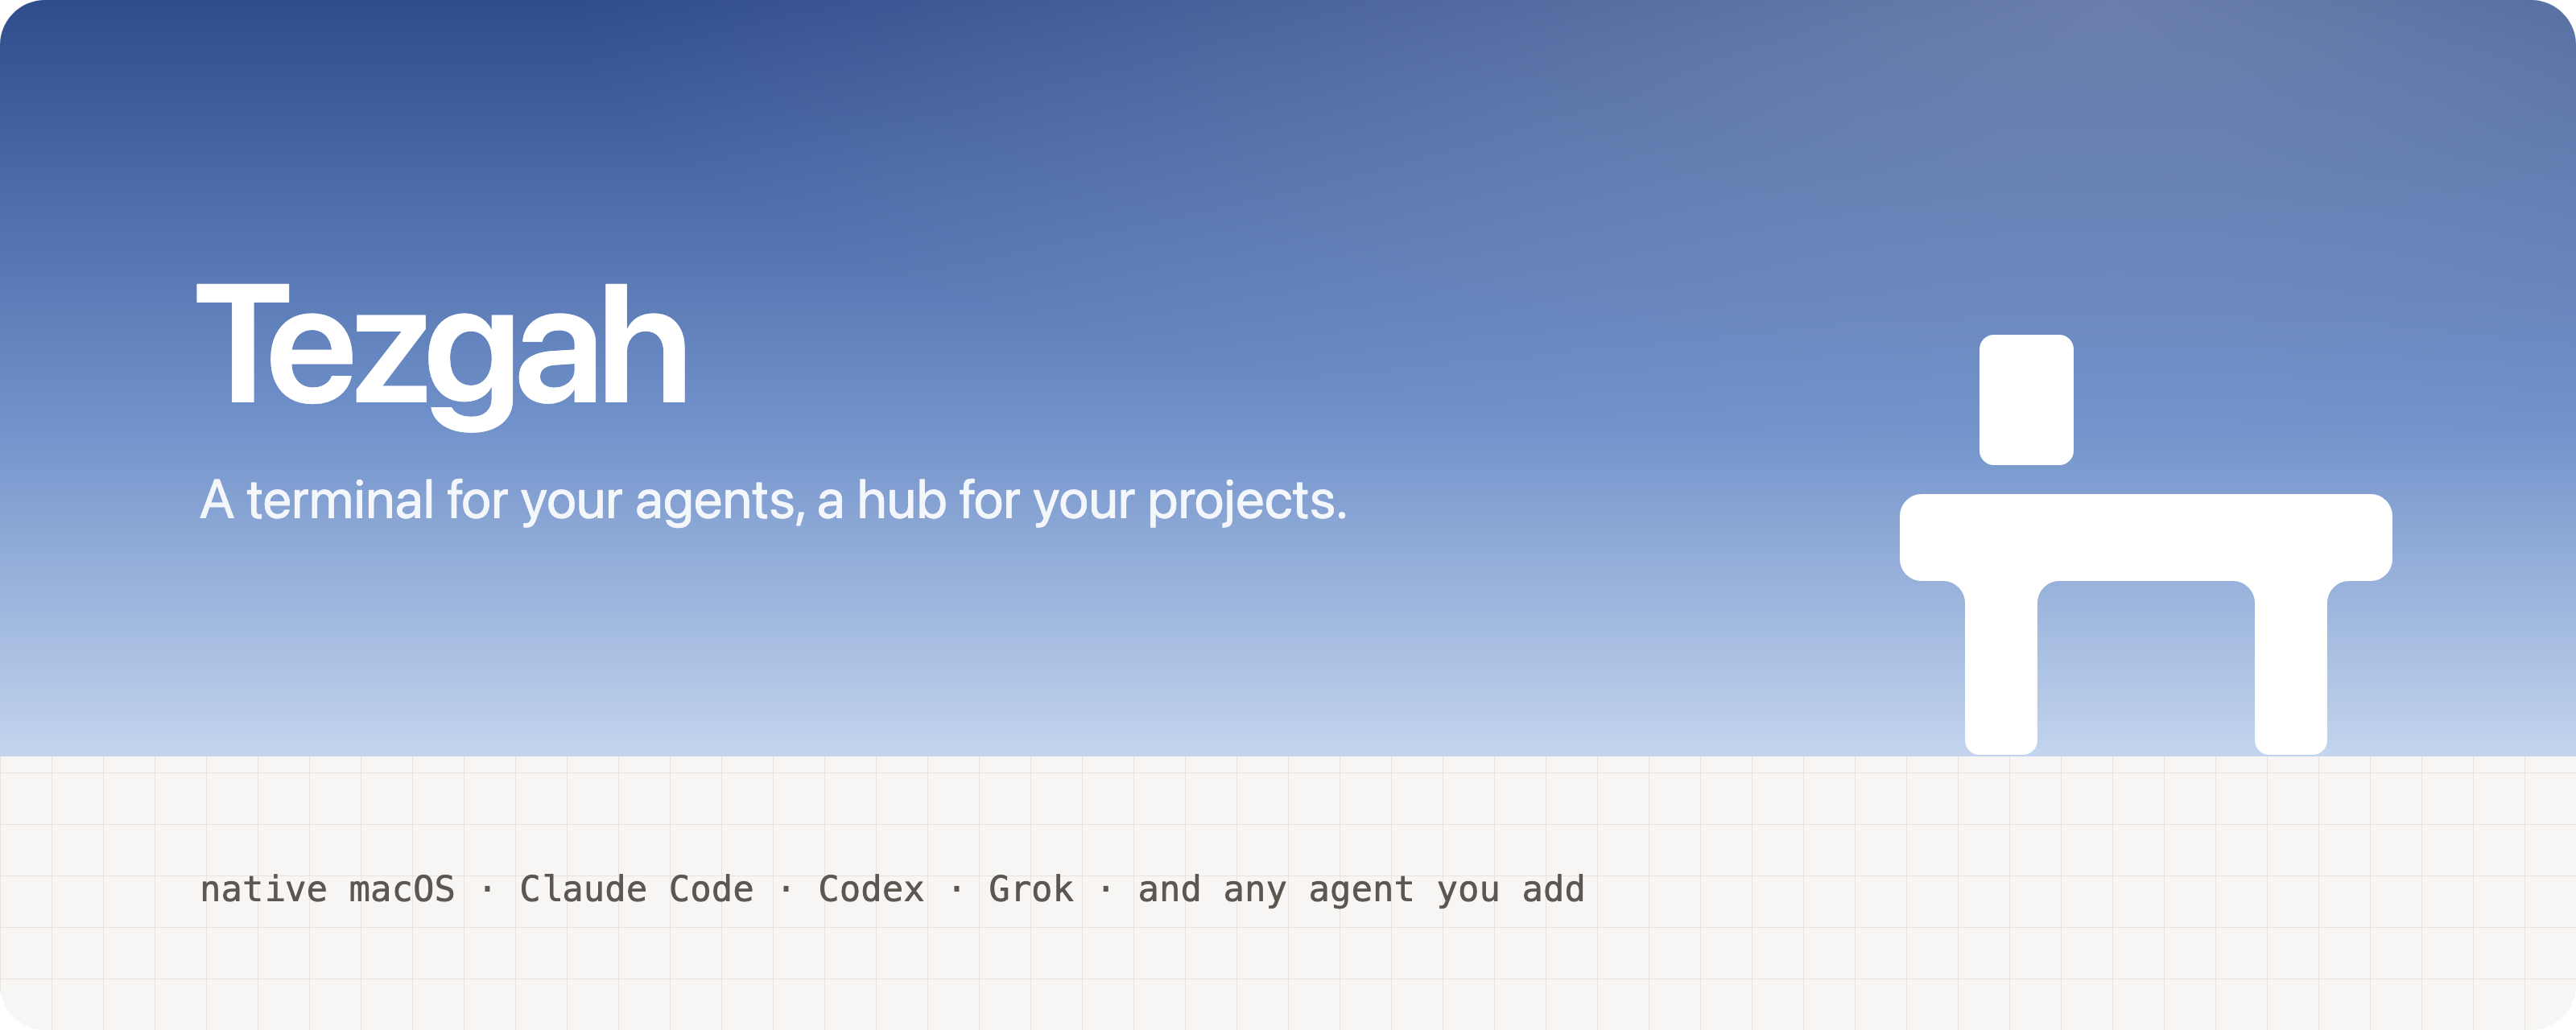 Tezgah
A terminal for your agents, a hub for your projects.
native macOS · Claude Code · Codex · Grok · and any agent you add